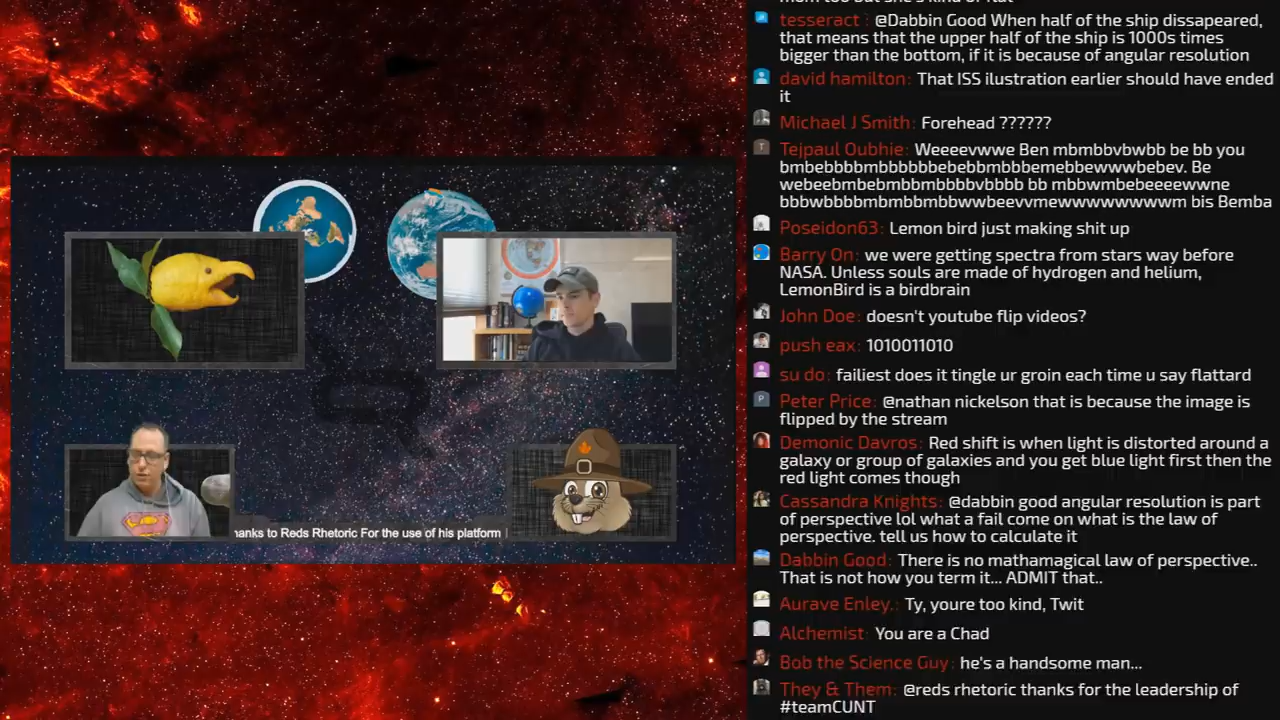 mom too but she's kind of flat
tesseract : @Dabbin Good When half of the ship dissapeared,
that means that the upper half of the ship is 1000s times
bigger than the bottom, if it is because of angular resolution
david hamilton: That ISS ilustration earlier should have ended
it
Michael J Smith: Forehead ??????
Tejpaul Oubhie: Weeeevwwe Ben mbmbbvbwbb be bb you
bmbebbbbmbbbbbbebebbmbbbemebbewwwbebev. Be
webeebmbebmbbmbbbbvbbbb bb mbbwmbebeeeewwne
bbbwbbbbmbmbbmbbwwbeevvmewwwwwwwwm bis Bemba
Poseidon63: Lemon bird just making shit up
Barry On: we were getting spectra from stars way before
NASA. Unless souls are made of hydrogen and helium,
LemonBird is a birdbrain
John Doe: doesn't youtube flip videos?
push eax: 1010011010
su do: failiest does it tingle ur groin each time u say flattard
Peter Price: @nathan nickelson that is because the image is
flipped by the stream
Demonic Davros: Red shift is when light is distorted around a
galaxy or group of galaxies and you get blue light first then the
red light comes though
Cassandra Knights: @dabbin good angular resolution is part
of perspective lol what a fail come on what is the law of
perspective. tell us how to calculate it
Dabbin Good: There is no mathamagical law of perspective..
That is not how you term it... ADMIT that..
Aurave Enley,: Ty, youre too kind, Twit
Alchemist: You are a Chad
Bob the Science Guy: he's a handsome man...
They & Them: @reds rhetoric thanks for the leadership of
#teamCUNT
hanks to Reds Rhetoric For the use of his platform